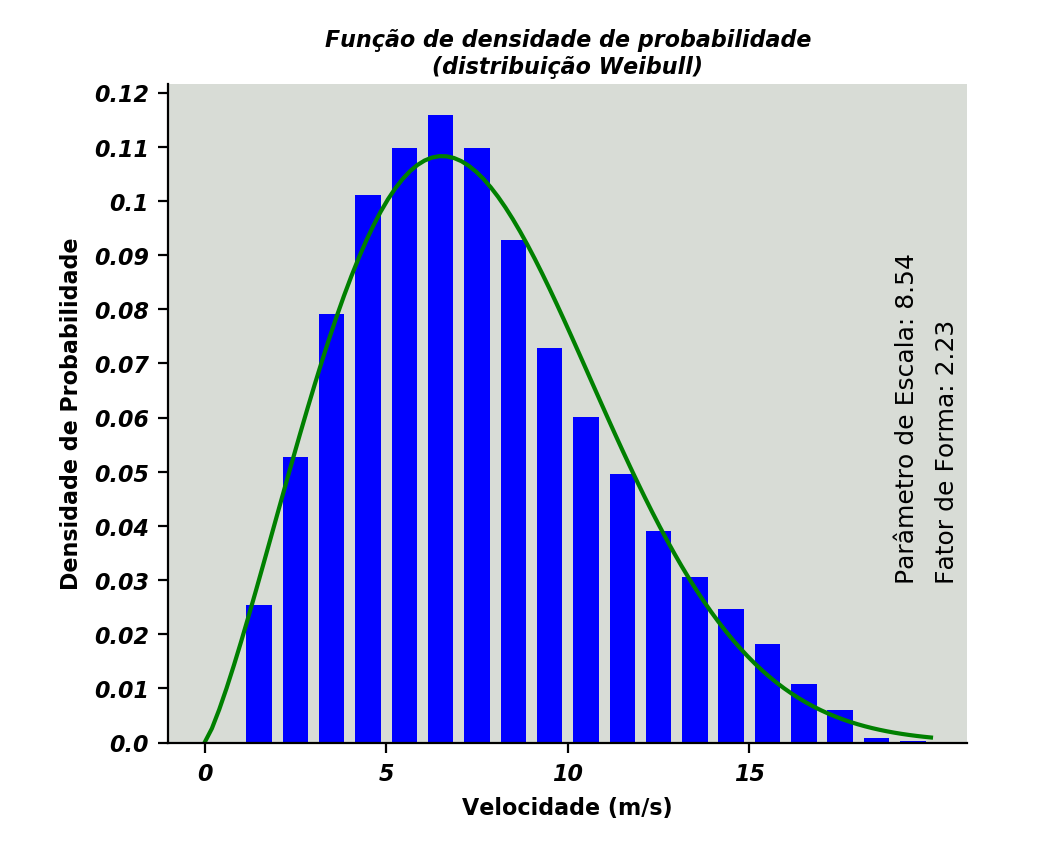 Função de densidade de probabilidade
(distribuição Weibull)
0.12
0.11
0.1
0.09
0.08
0.07
0.06
0.05
0.04
0.03
0.02
0.01
0.0
Densidade de Probabilidade
Parâmetro de Escala: 8.54
Fator de Forma: 2.23
0 5 10 15
Velocidade (m/s)